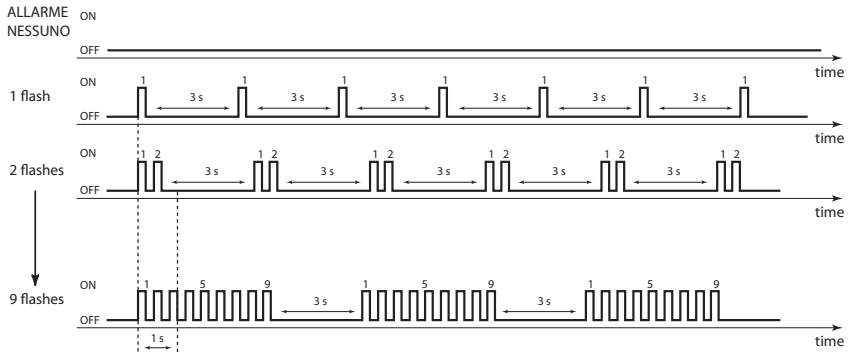 ALLARME
NESSUNO
ON
OFF
time
1 flash
ON
OFF
1 1 1 1 1 1 1
3 s 3 s 3 s 3 s 3 s 3 s
time
2 flashes
ON
OFF
1 2 1 2 1 2 1 2 1 2 1 2
3 s 3 s 3 s 3 s 3 s
time
9 flashes
ON
OFF
1 5 9 1 5 9 1 5 9
3 s 3 s
time
1 s